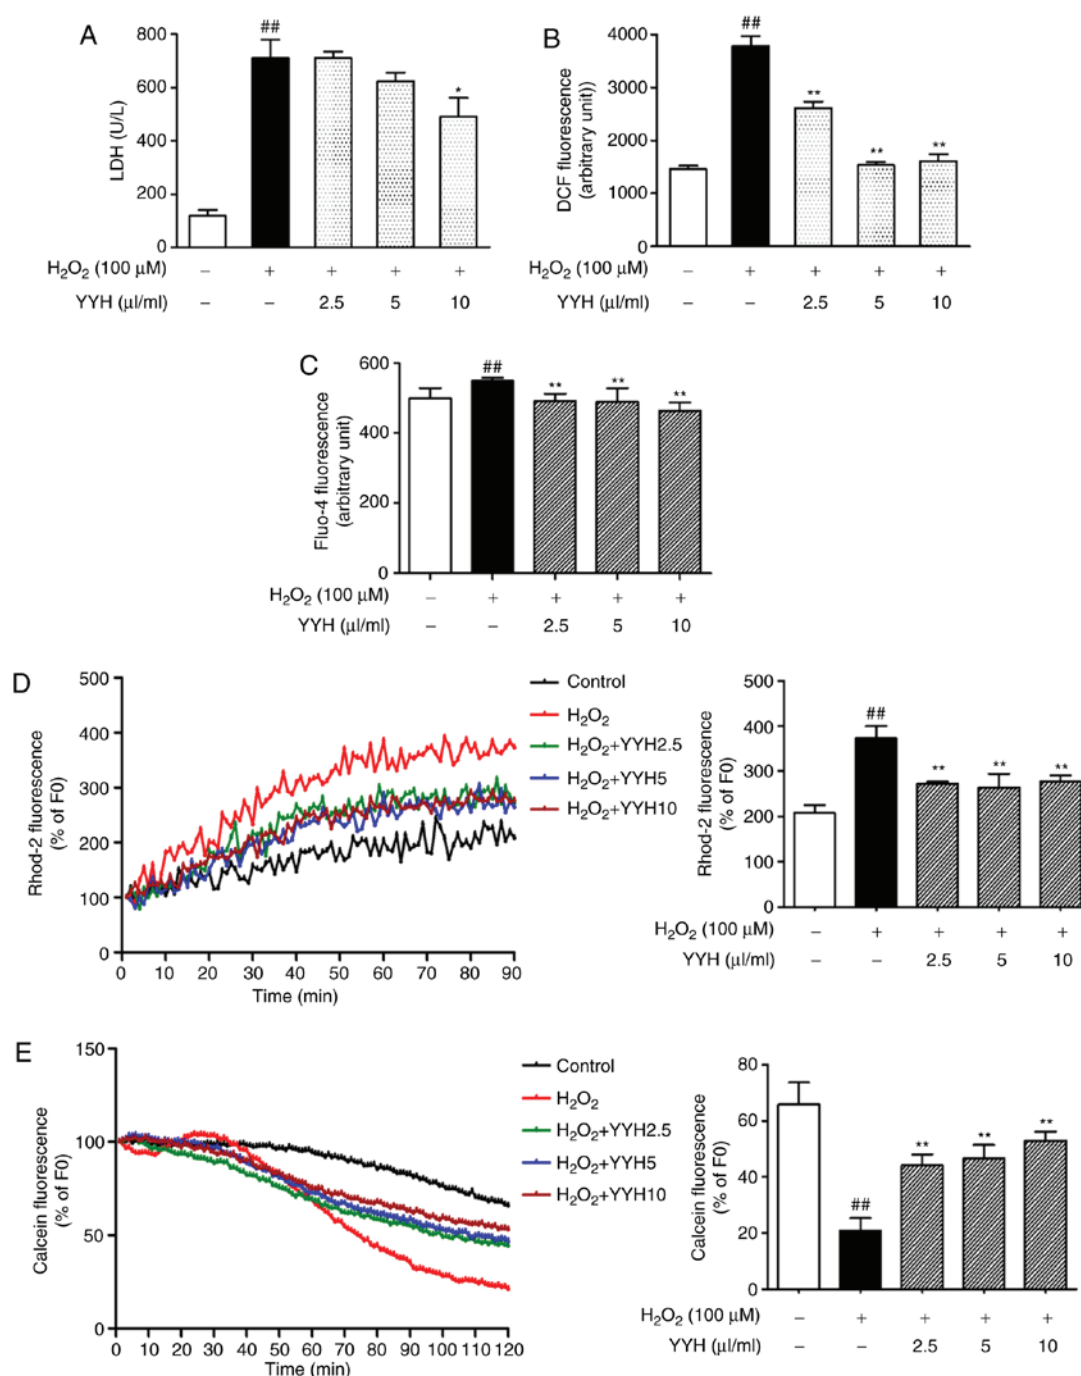 A
LDH (U/L)
800
600
400
200
0
##
*
H₂O₂ (100 µM) – + + + +
YYH (µl/ml) – – 2.5 5 10
B
DCF fluorescence
(arbitrary unit))
4000
3000
2000
1000
0
##
**
**
**
H₂O₂ (100 µM) – + + + +
YYH (µl/ml) – – 2.5 5 10
C
Fluo-4 fluorescence
(arbitrary unit)
600
400
200
0
##
**
**
**
H₂O₂ (100 µM) – + + + +
YYH (µl/ml) – – 2.5 5 10
D
Rhod-2 fluorescence
(% of F0)
500
400
300
200
100
0
0 10 20 30 40 50 60 70 80 90
Time (min)
Control
H₂O₂
H₂O₂+YYH2.5
H₂O₂+YYH5
H₂O₂+YYH10
Rhod-2 fluorescence
(% of F0)
500
400
300
200
100
0
##
**
**
**
H₂O₂ (100 µM) – + + + +
YYH (µl/ml) – – 2.5 5 10
E
Calcein fluorescence
(% of F0)
150
100
50
0
0 10 20 30 40 50 60 70 80 90 100 110 120
Time (min)
Control
H₂O₂
H₂O₂+YYH2.5
H₂O₂+YYH5
H₂O₂+YYH10
Calcein fluorescence
(% of F0)
80
60
40
20
0
##
**
**
**
H₂O₂ (100 µM) – + + + +
YYH (µl/ml) – – 2.5 5 10